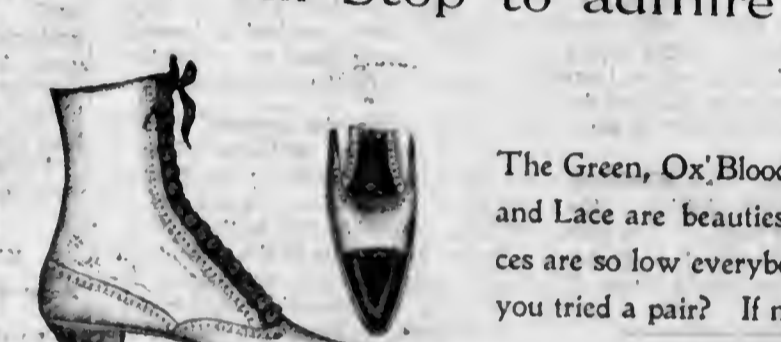 Stop to admire
The Green, Ox Blood
and Lace are beauties
ces are so low everybo
you tried a pair? If n